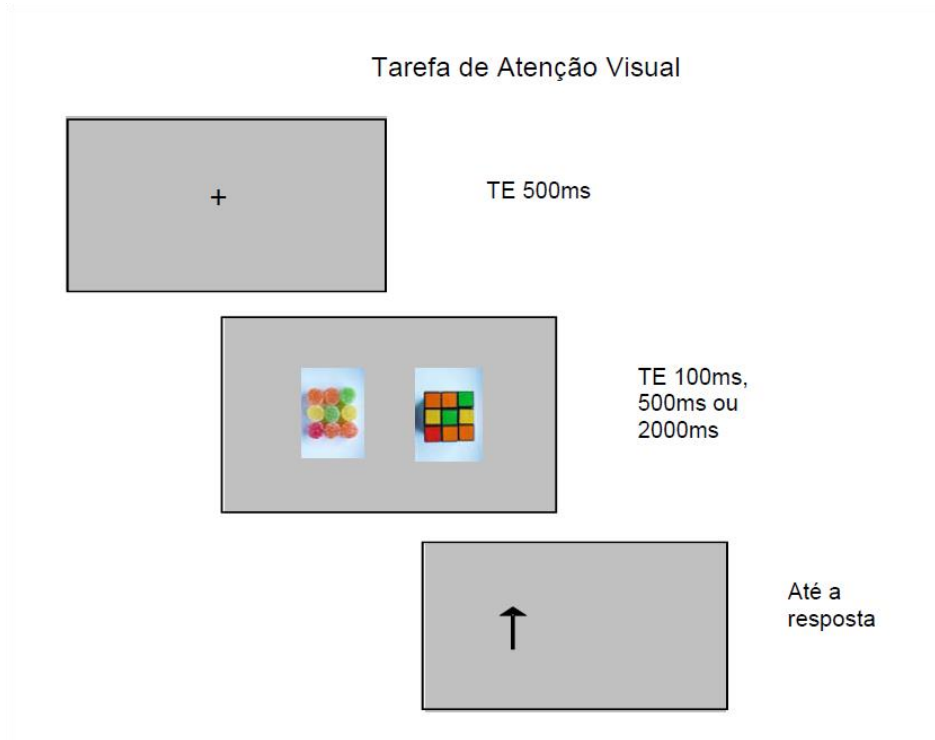 Tarefa de Atenção Visual
+
TE 500ms
TE 100ms,
500ms ou
2000ms
Até a
resposta